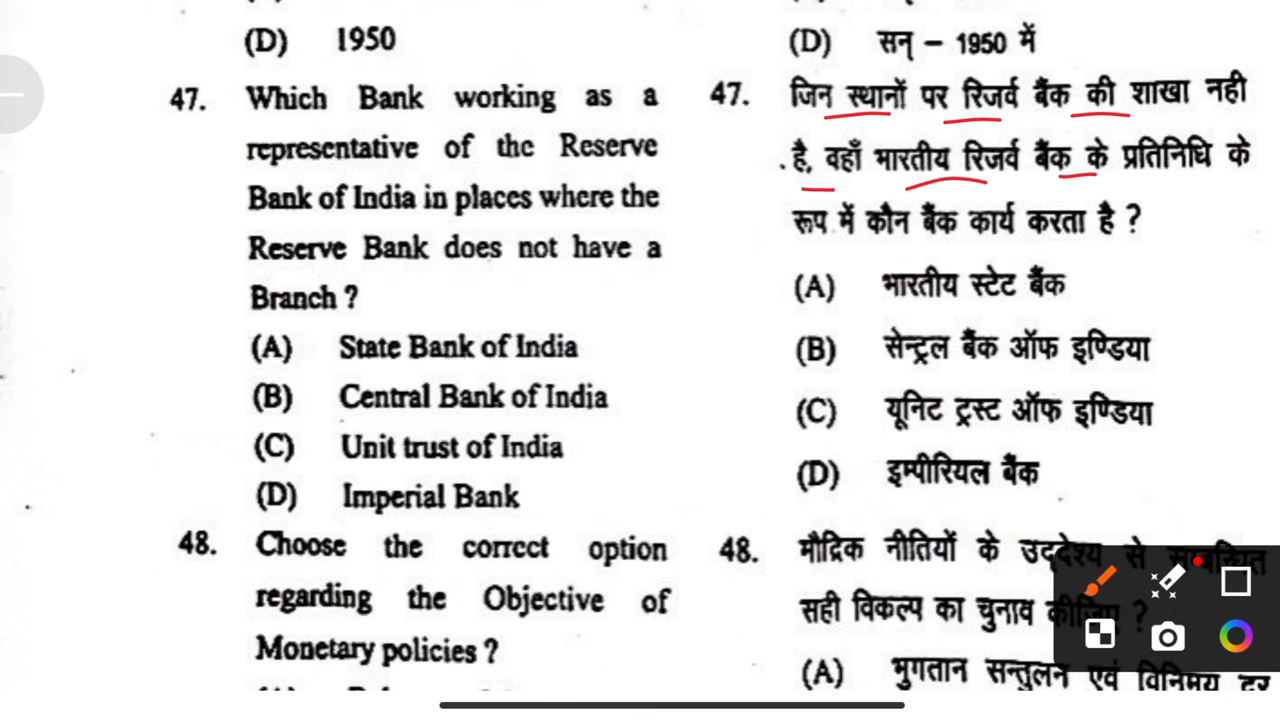 (D) 1950
47. Which Bank working as a
representative of the Reserve
Bank of India in places where the
Reserve Bank does not have a
Branch ?
(A) State Bank of India
(B) Central Bank of India
(C) Unit trust of India
(D) Imperial Bank
48. Choose the correct option
regarding the Objective of
Monetary policies ?
(D) सन् – 1950 में
47. जिन स्थानों पर रिजर्व बैंक की शाखा नही
है, वहाँ भारतीय रिजर्व बैंक के प्रतिनिधि के
रूप में कौन बैंक कार्य करता है ?
(A) भारतीय स्टेट बैंक
(B) सेन्ट्रल बैंक ऑफ इण्डिया
(C) यूनिट ट्रस्ट ऑफ इण्डिया
(D) इम्पीरियल बैंक
48. मौद्रिक नीतियों के उद्देश्य से
सही विकल्प का चुनाव कीजिए ?
(A) भुगतान सन्तुलन एवं विनिमय दर